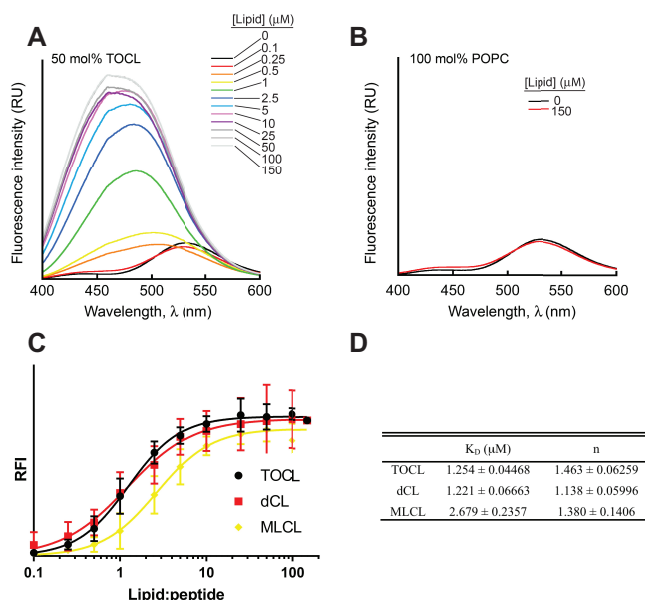 A
50 mol% TOCL
[Lipid] (μM)
0
0.1
0.25
0.5
1
2.5
5
10
25
50
100
150
Fluorescence intensity (RU)
400 450 500 550 600
Wavelength, λ (nm)
B
100 mol% POPC
[Lipid] (μM)
0
150
Fluorescence intensity (RU)
400 450 500 550 600
Wavelength, λ (nm)
C
RFI
TOCL
dCL
MLCL
0.1 1 10 100
Lipid:peptide
D
K_D (μM) n
TOCL 1.254 ± 0.04468 1.463 ± 0.06259
dCL 1.221 ± 0.06663 1.138 ± 0.05996
MLCL 2.679 ± 0.2357 1.380 ± 0.1406